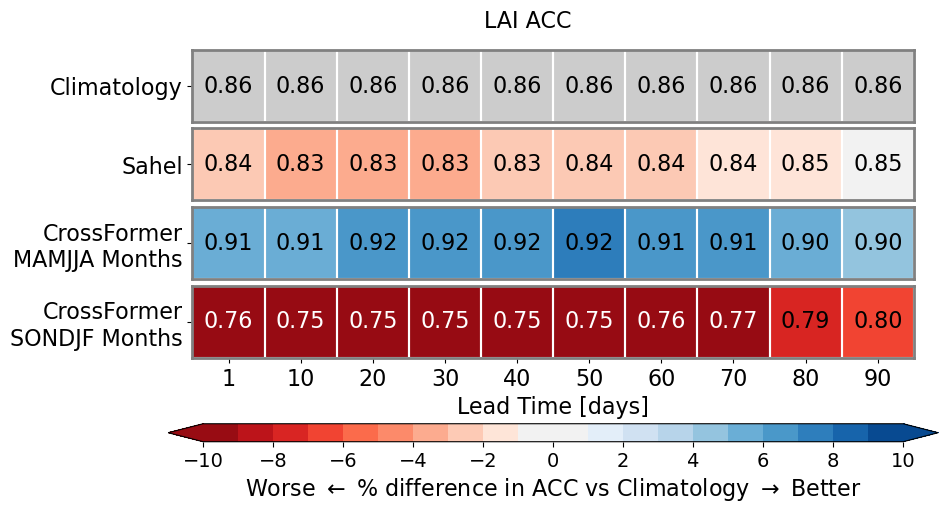 LAI ACC
Climatology 0.86 0.86 0.86 0.86 0.86 0.86 0.86 0.86 0.86 0.86
Sahel 0.84 0.83 0.83 0.83 0.83 0.84 0.84 0.84 0.85 0.85
CrossFormer
MAMJJA Months 0.91 0.91 0.92 0.92 0.92 0.92 0.91 0.91 0.90 0.90
CrossFormer
SONDJF Months 0.76 0.75 0.75 0.75 0.75 0.75 0.76 0.77 0.79 0.80
1 10 20 30 40 50 60 70 80 90
Lead Time [days]
−10 −8 −6 −4 −2 0 2 4 6 8 10
Worse ← % difference in ACC vs Climatology → Better